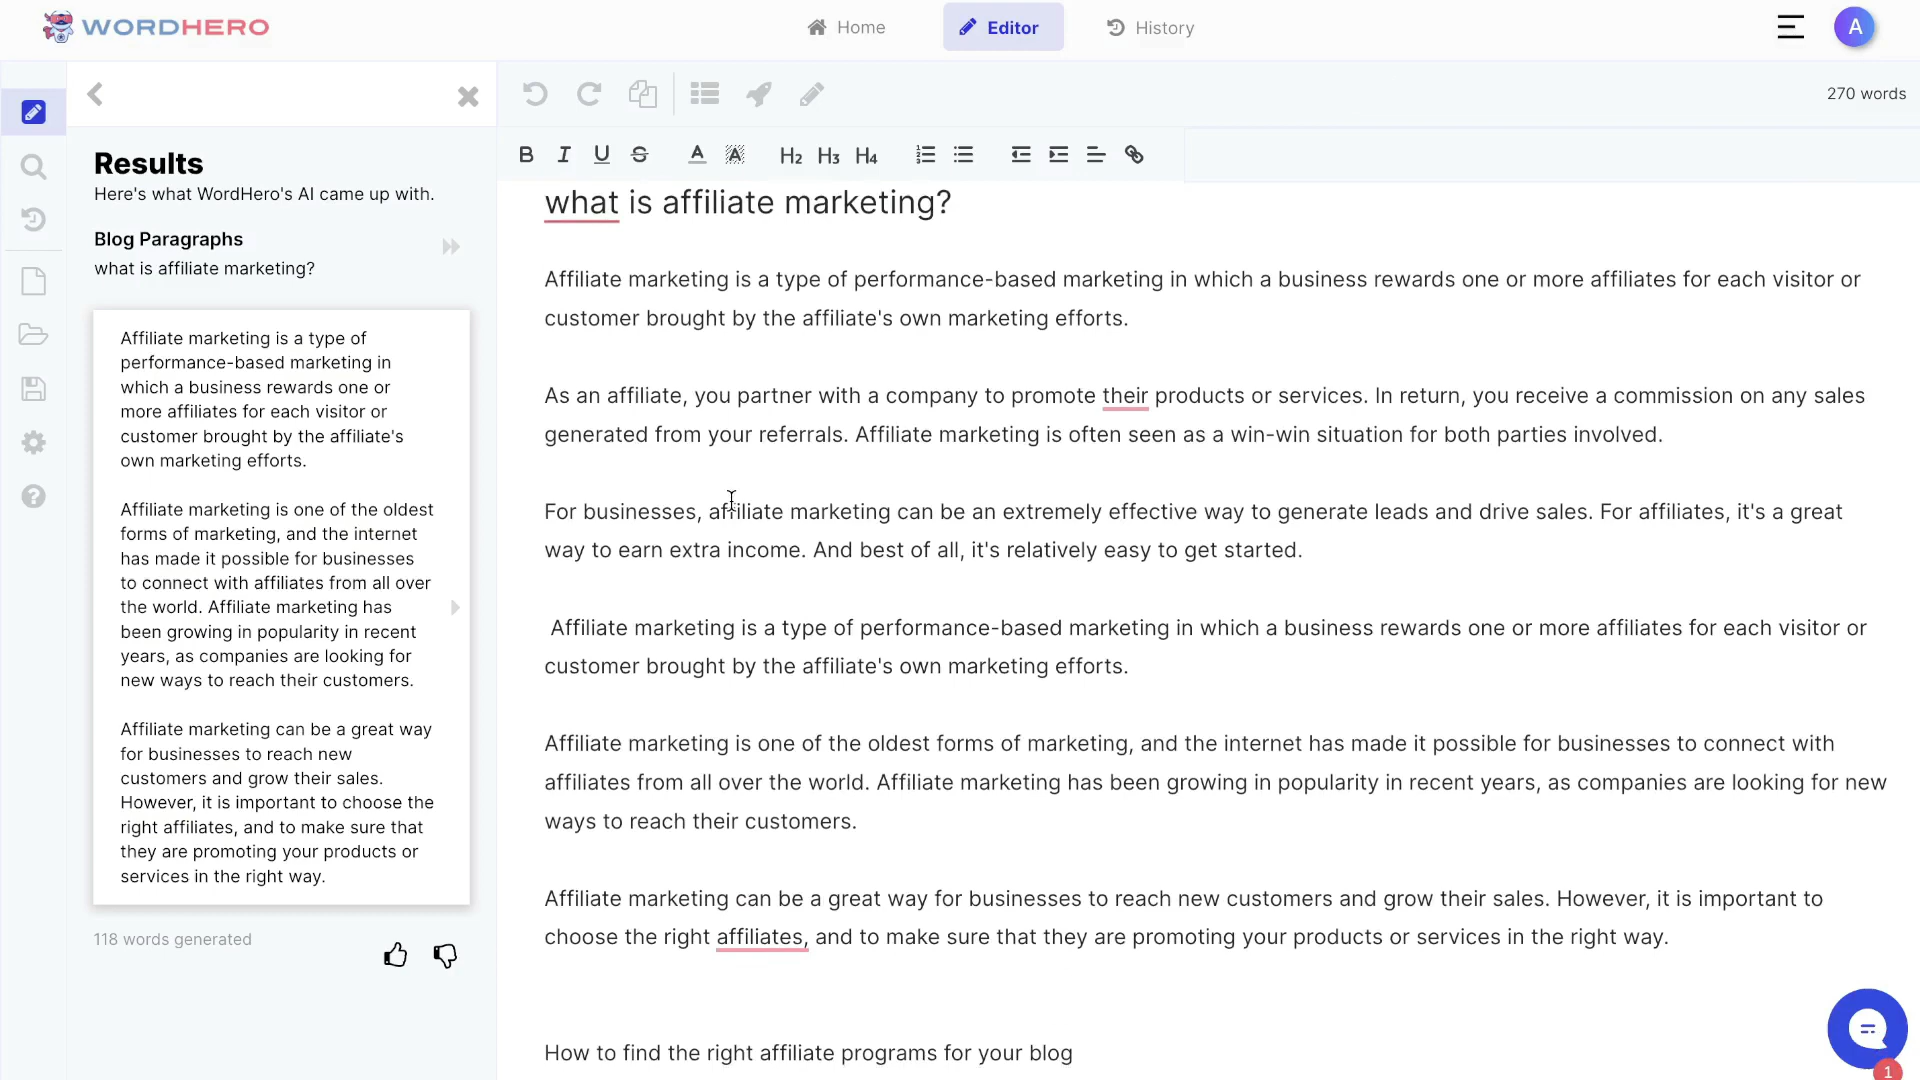 WORDHERO
Home
Editor
History
A
270 words
B I U S A A H2 H3 H4
Results
Here's what WordHero's AI came up with.
Blog Paragraphs
what is affiliate marketing?
Affiliate marketing is a type of
performance-based marketing in
which a business rewards one or
more affiliates for each visitor or
customer brought by the affiliate's
own marketing efforts.
Affiliate marketing is one of the oldest
forms of marketing, and the internet
has made it possible for businesses
to connect with affiliates from all over
the world. Affiliate marketing has
been growing in popularity in recent
years, as companies are looking for
new ways to reach their customers.
Affiliate marketing can be a great way
for businesses to reach new
customers and grow their sales.
However, it is important to choose the
right affiliates, and to make sure that
they are promoting your products or
services in the right way.
118 words generated
what is affiliate marketing?
Affiliate marketing is a type of performance-based marketing in which a business rewards one or more affiliates for each visitor or
customer brought by the affiliate's own marketing efforts.
As an affiliate, you partner with a company to promote their products or services. In return, you receive a commission on any sales
generated from your referrals. Affiliate marketing is often seen as a win-win situation for both parties involved.
For businesses, affiliate marketing can be an extremely effective way to generate leads and drive sales. For affiliates, it's a great
way to earn extra income. And best of all, it's relatively easy to get started.
Affiliate marketing is a type of performance-based marketing in which a business rewards one or more affiliates for each visitor or
customer brought by the affiliate's own marketing efforts.
Affiliate marketing is one of the oldest forms of marketing, and the internet has made it possible for businesses to connect with
affiliates from all over the world. Affiliate marketing has been growing in popularity in recent years, as companies are looking for new
ways to reach their customers.
Affiliate marketing can be a great way for businesses to reach new customers and grow their sales. However, it is important to
choose the right affiliates, and to make sure that they are promoting your products or services in the right way.
How to find the right affiliate programs for your blog
1